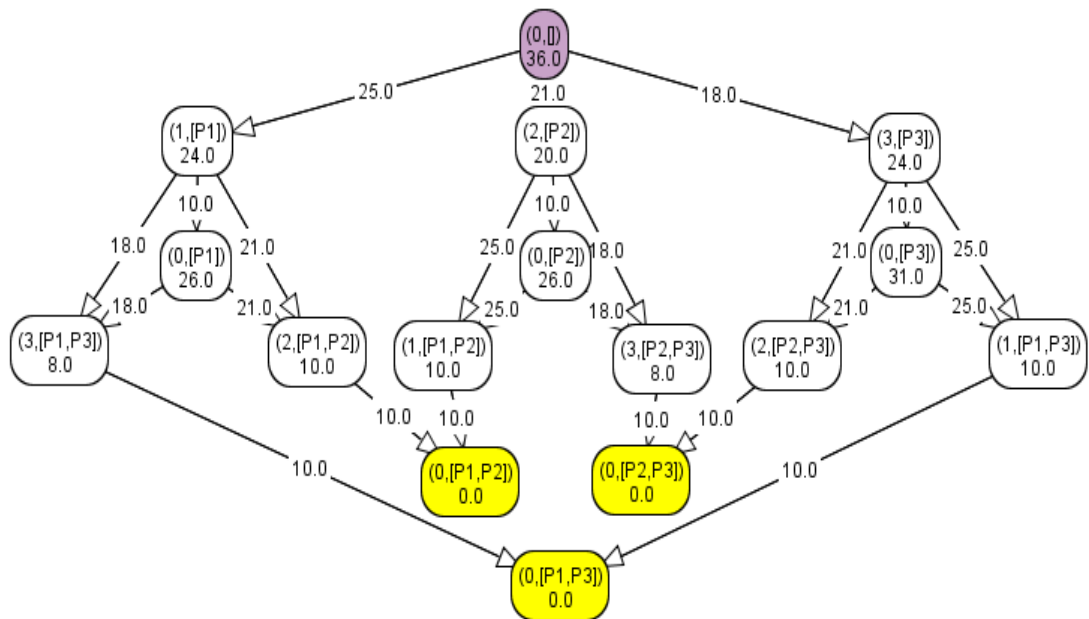 (0,[])
36.0
25.0
21.0
18.0
(1,[P1])
24.0
(2,[P2])
20.0
(3,[P3])
24.0
10.0
10.0
10.0
18.0
21.0
25.0
18.0
21.0
25.0
(0,[P1])
26.0
(0,[P2])
26.0
(0,[P3])
31.0
18.0
21.0
25.0
18.0
21.0
25.0
(3,[P1,P3])
8.0
(2,[P1,P2])
10.0
(1,[P1,P2])
10.0
(3,[P2,P3])
8.0
(2,[P2,P3])
10.0
(1,[P1,P3])
10.0
10.0
10.0
10.0
10.0
10.0
10.0
(0,[P1,P2])
0.0
(0,[P2,P3])
0.0
(0,[P1,P3])
0.0